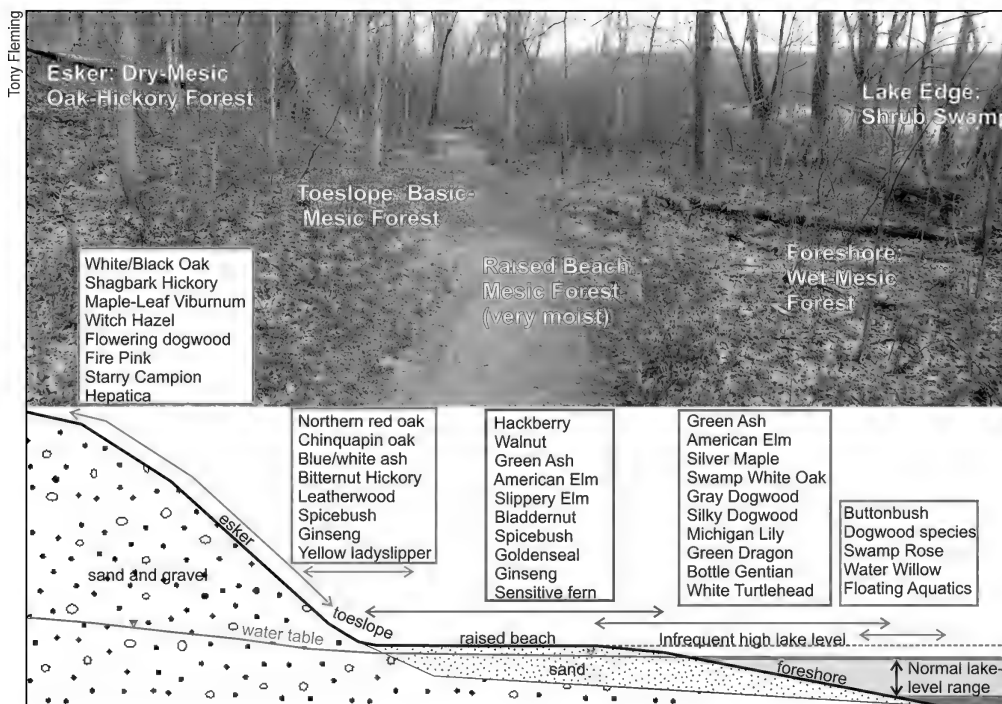 Tony Fleming
Esker: Dry-Mesic
Oak-Hickory Forest
Lake Edge:
Shrub Swamp
Toeslope: Basic-
Mesic Forest
Raised Beach
Mesic Forest
(very moist)
Foreshore:
Wet-Mesic
Forest
White/Black Oak
Shagbark Hickory
Maple-Leaf Viburnum
Witch Hazel
Flowering dogwood
Fire Pink
Starry Campion
Hepatica
Northern red oak
Chinquapin oak
Blue/white ash
Bitternut Hickory
Leatherwood
Spicebush
Ginseng
Yellow ladyslipper
Hackberry
Walnut
Green Ash
American Elm
Slippery Elm
Bladdernut
Spicebush
Goldenseal
Ginseng
Sensitive fern
Green Ash
American Elm
Silver Maple
Swamp White Oak
Gray Dogwood
Silky Dogwood
Michigan Lily
Green Dragon
Bottle Gentian
White Turtlehead
Buttonbush
Dogwood species
Swamp Rose
Water Willow
Floating Aquatics
esker
sand and gravel
toeslope
water table
raised beach
Infrequent high lake level
sand
foreshore
Normal lake-
level range